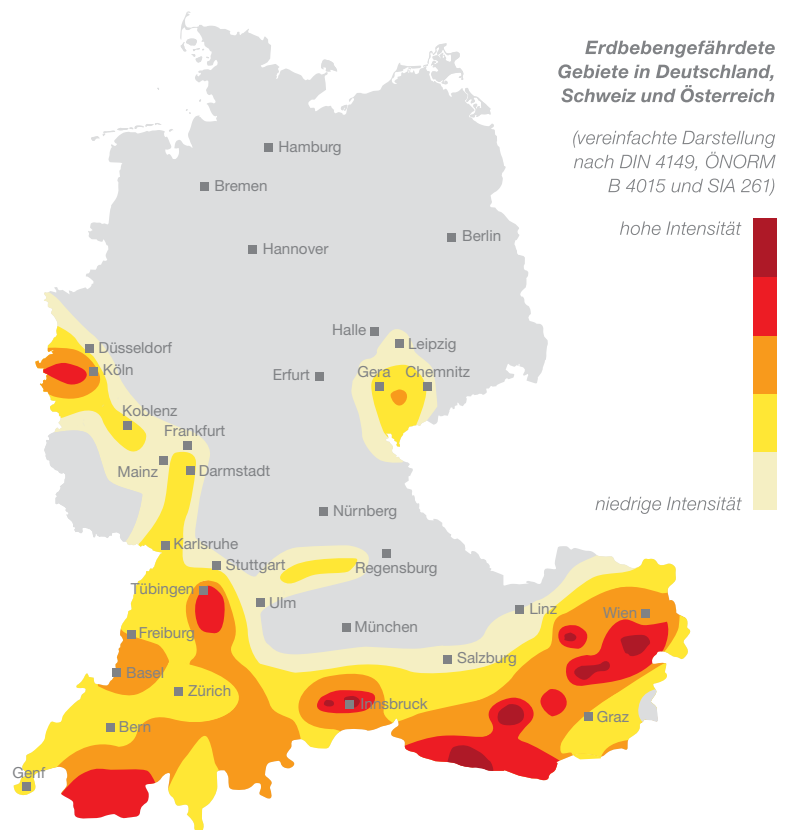 Erdbebengefährdete
Gebiete in Deutschland,
Schweiz und Österreich
(vereinfachte Darstellung
nach DIN 4149, ÖNORM
B 4015 und SIA 261)
hohe Intensität
niedrige Intensität
Hamburg
Bremen
Berlin
Hannover
Halle
Leipzig
Düsseldorf
Köln
Erfurt
Gera
Chemnitz
Koblenz
Frankfurt
Mainz
Darmstadt
Nürnberg
Karlsruhe
Stuttgart
Regensburg
Tübingen
Ulm
Linz
Wien
Freiburg
München
Salzburg
Basel
Zürich
Innsbruck
Bern
Graz
Genf